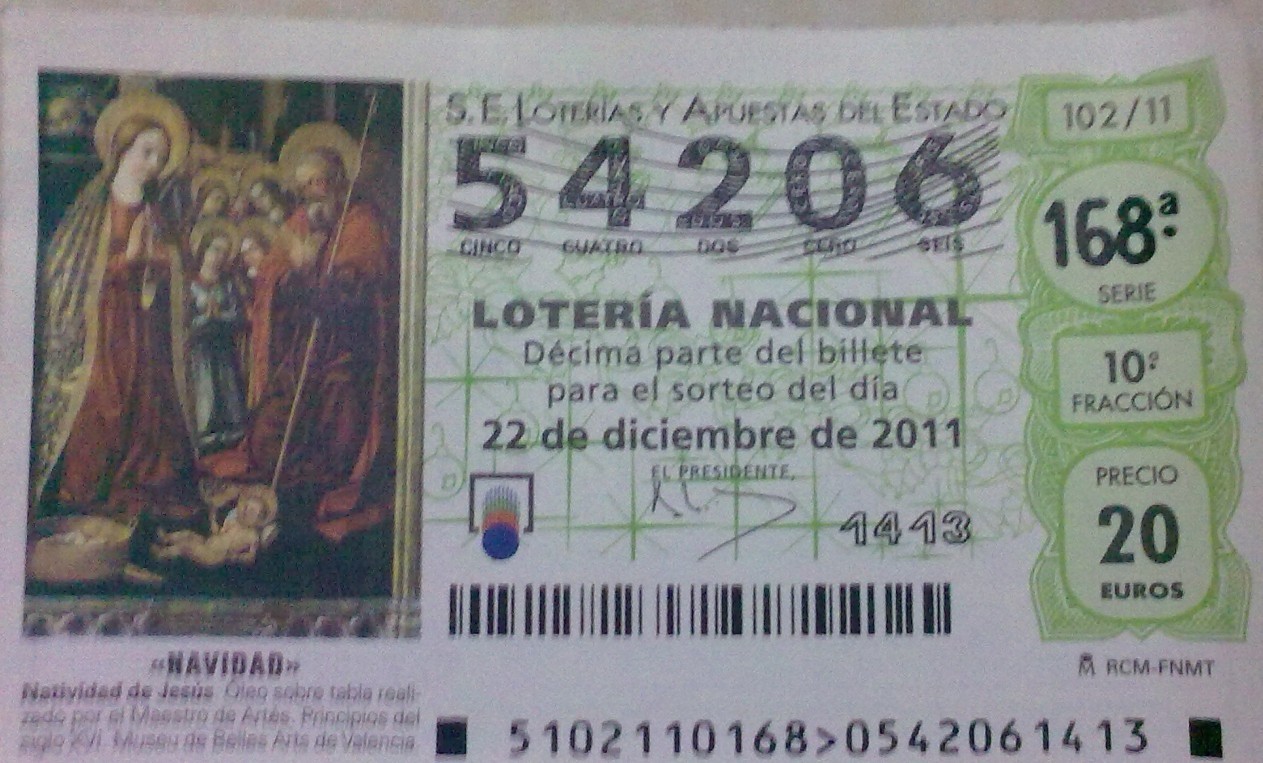 S.E. LOTERÍAS Y APUESTAS DEL ESTADO
54206
CINCO CUATRO DOS CERO SEIS
LOTERÍA NACIONAL
Décima parte del billete
para el sorteo del día
22 de diciembre de 2011
EL PRESIDENTE,
1413
102/11
168ª
SERIE
10ª
FRACCIÓN
PRECIO
20
EUROS
RCM-FNMT
«NAVIDAD»
Natividad de Jesús. Óleo sobre tabla reali-
zado por el Maestro de Artés. Principios del
siglo XVI. Museu de Belles Arts de Valencia.
5102110168>0542061413